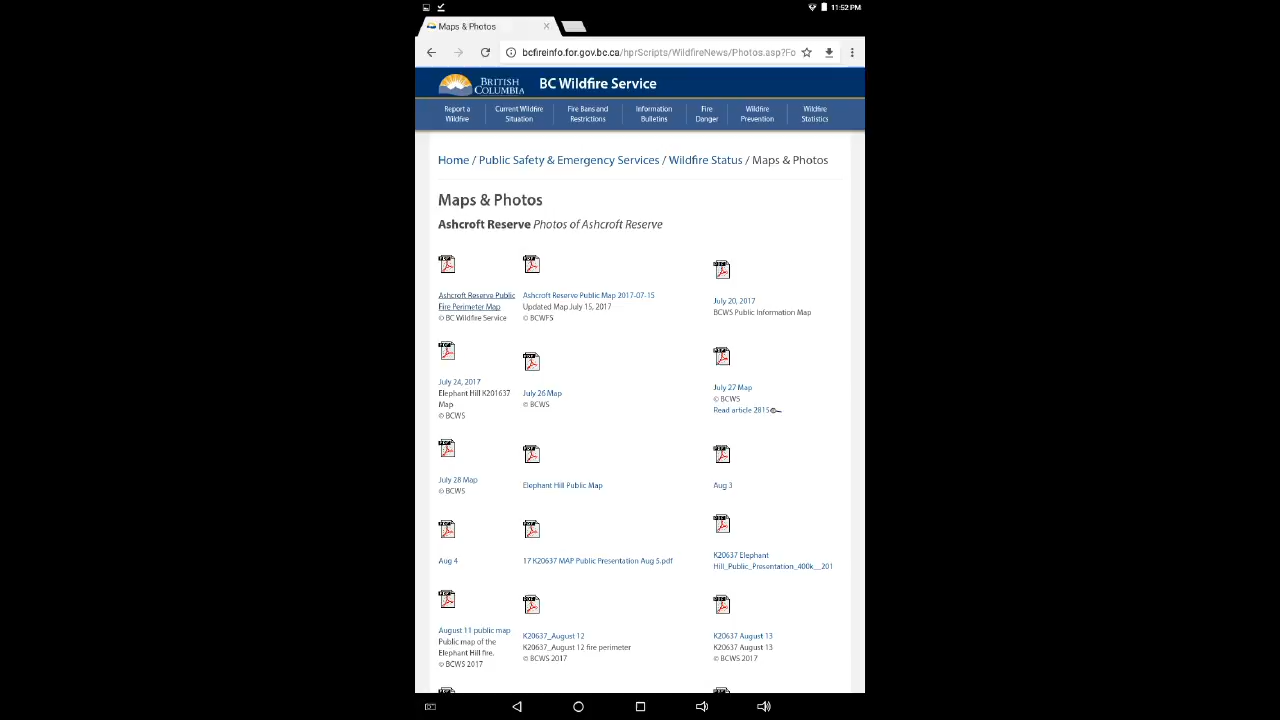 11:52 PM
Maps & Photos
bcfireinfo.for.gov.bc.ca/hprScripts/WildfireNews/Photos.asp?Fo
BRITISH COLUMBIA
BC Wildfire Service
Report a Wildfire
Current Wildfire Situation
Fire Bans and Restrictions
Information Bulletins
Fire Danger
Wildfire Prevention
Wildfire Statistics
Home / Public Safety & Emergency Services / Wildfire Status / Maps & Photos
Maps & Photos
Ashcroft Reserve Photos of Ashcroft Reserve
Ashcroft Reserve Public
Fire Perimeter Map
© BC Wildfire Service
Ashcroft Reserve Public Map 2017-07-15
Updated Map July 15, 2017
© BCWFS
July 20, 2017
BCWS Public Information Map
July 24, 2017
Elephant Hill K201637
Map
© BCWS
July 26 Map
© BCWS
July 27 Map
© BCWS
Read article 2815
July 28 Map
© BCWS
Elephant Hill Public Map
Aug 3
Aug 4
17 K20637 MAP Public Presentation Aug 5.pdf
K20637 Elephant
Hill_Public_Presentation_400k__201
August 11 public map
Public map of the
Elephant Hill fire.
© BCWS 2017
K20637_August 12
K20637_August 12 fire perimeter
© BCWS 2017
K20637 August 13
K20637 August 13
© BCWS 2017